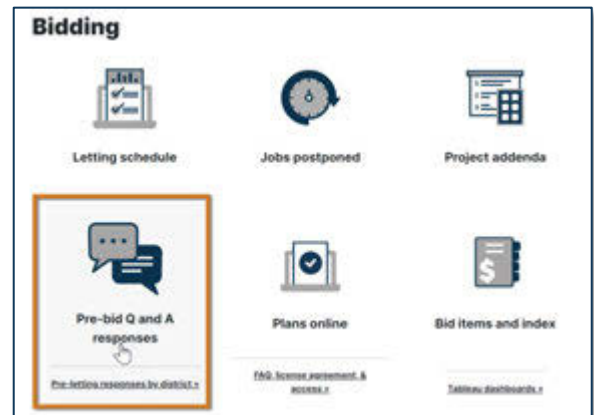 Bidding
Letting schedule
Jobs postponed
Project addenda
$
Pre-bid Q and A
responses
Plans online
Bid items and index
Pre-letting responses by district »
FAQ, license agreement, &
access »
Tableau dashboards »